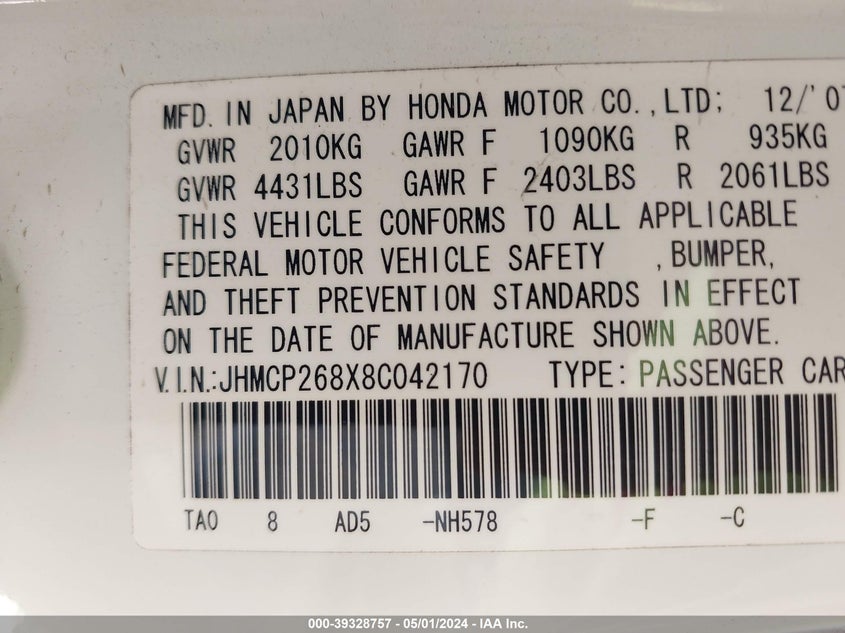 MFD. IN JAPAN BY HONDA MOTOR CO.,LTD; 12/'07
GVWR 2010KG GAWR F 1090KG R 935KG
GVWR 4431LBS GAWR F 2403LBS R 2061LBS
THIS VEHICLE CONFORMS TO ALL APPLICABLE
FEDERAL MOTOR VEHICLE SAFETY ,BUMPER,
AND THEFT PREVENTION STANDARDS IN EFFECT
ON THE DATE OF MANUFACTURE SHOWN ABOVE.
V.I.N.:JHMCP268X8C042170 TYPE: PASSENGER CAR
TA0 8 AD5 -NH578 -F -C
000-39328757 - 05/01/2024 - IAA Inc.